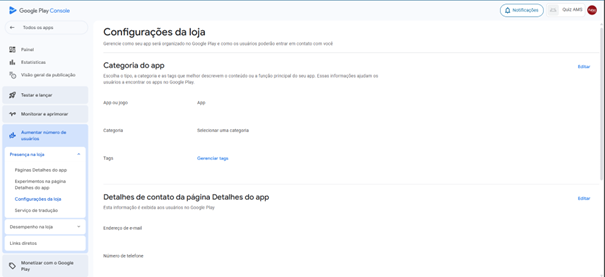 Google Play Console
Notificações
Quiz AMS
Todos os apps
Painel
Estatísticas
Visão geral da publicação
Testar e lançar
Monitorar e aprimorar
Aumentar número de
usuários
Presença na loja
Páginas Detalhes do app
Experimentos na página
Detalhes do app
Configurações da loja
Serviço de tradução
Desempenho na loja
Links diretos
Monetizar com o Google
Play
Configurações da loja
Gerencie como seu app será organizado no Google Play e como os usuários poderão entrar em contato com você
Categoria do app
Editar
Escolha o tipo, a categoria e as tags que melhor descrevem o conteúdo ou a função principal do seu app. Essas informações ajudam os
usuários a encontrar os apps no Google Play
App ou jogo
App
Categoria
Selecionar uma categoria
Tags
Gerenciar tags
Detalhes de contato da página Detalhes do app
Editar
Esta informação é exibida aos usuários no Google Play
Endereço de e-mail
Número de telefone